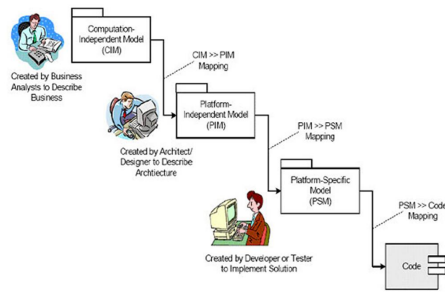 Computation-
Independent Model
(CIM)
Created by Business
Analysts to Describe
Business
CIM >> PIM
Mapping
Platform-
Independent Model
(PIM)
Created by Architect/
Designer to Describe
Archtiecture
PIM >> PSM
Mapping
Platform-Specific
Model
(PSM)
Created by Developer or Tester
to Implement Solution
PSM >> Code
Mapping
Code